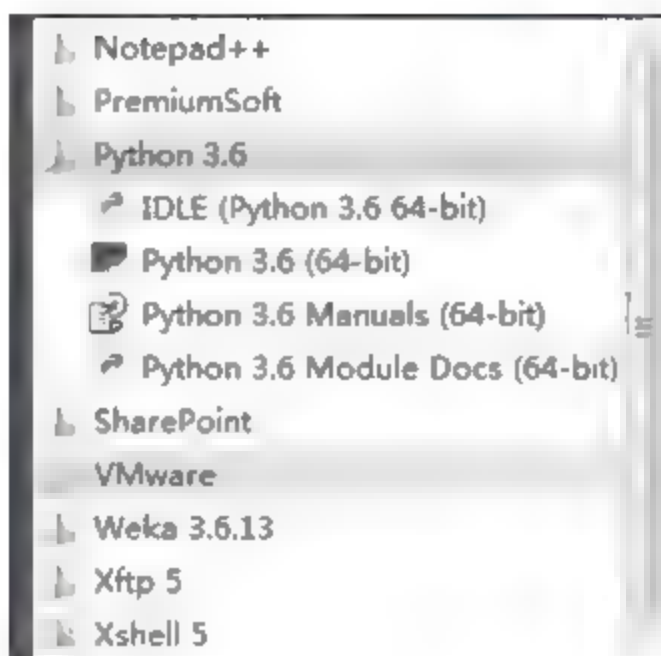 Notepad++
PremiumSoft
Python 3.6
IDLE (Python 3.6 64-bit)
Python 3.6 (64-bit)
Python 3.6 Manuals (64-bit)
Python 3.6 Module Docs (64-bit)
SharePoint
VMware
Weka 3.6.13
Xftp 5
Xshell 5